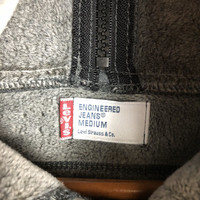 Levi's
ENGINEERED
JEANS®
MEDIUM
Levi Strauss & Co.